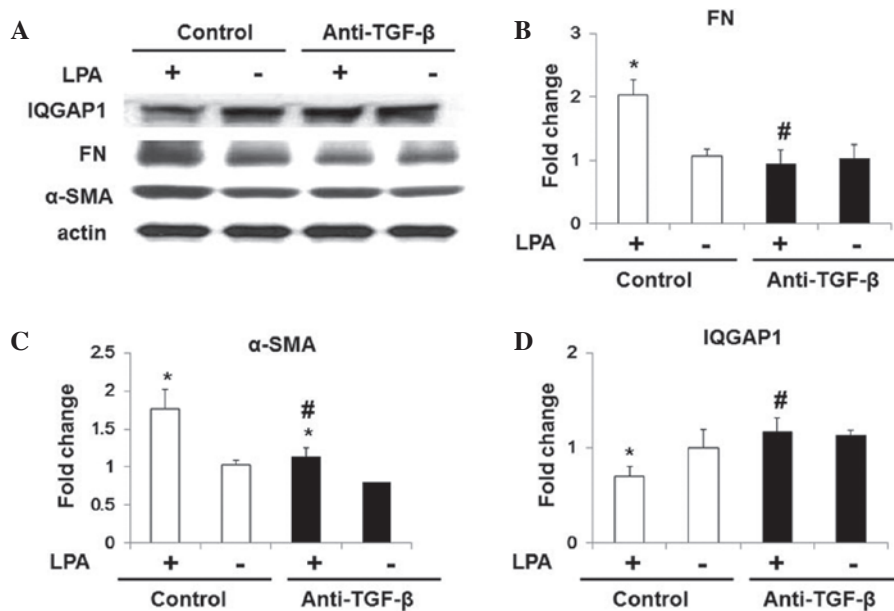 A
Control Anti-TGF-β
LPA + - + -
IQGAP1
FN
α-SMA
actin
B
FN
Fold change
3
2
1
0
*
#
LPA + - + -
Control Anti-TGF-β
C
α-SMA
Fold change
2.5
2
1.5
1
0.5
0
*
#
*
LPA + - + -
Control Anti-TGF-β
D
IQGAP1
Fold change
2
1
0
*
#
LPA + - + -
Control Anti-TGF-β